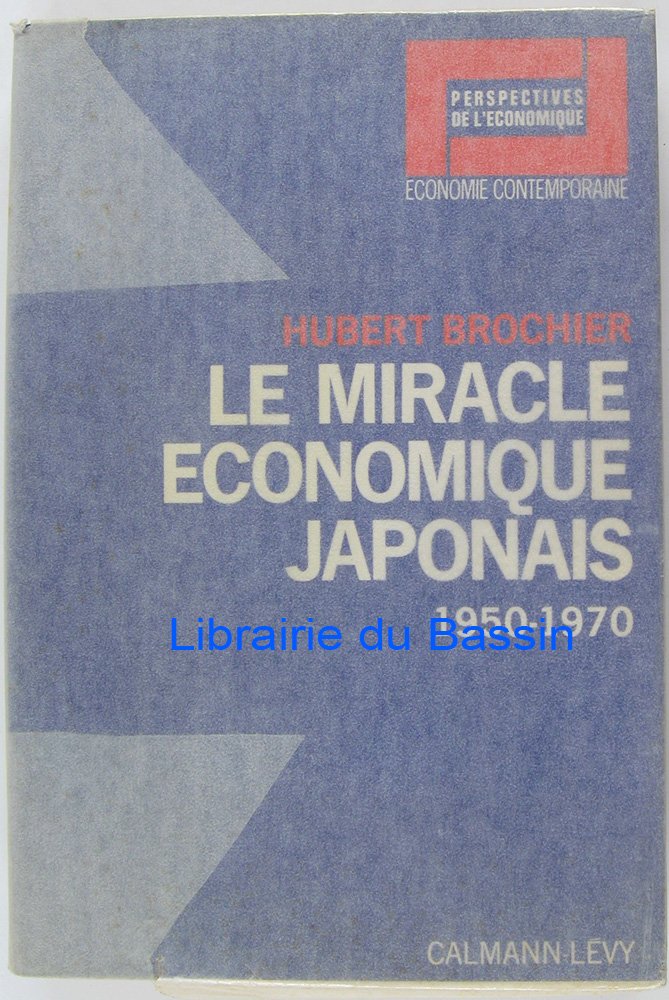 PERSPECTIVES
DE L'ECONOMIQUE
ECONOMIE CONTEMPORAINE
HUBERT BROCHIER
LE MIRACLE
ECONOMIQUE
JAPONAIS
1950-1970
Librairie du Bassin
CALMANN-LEVY